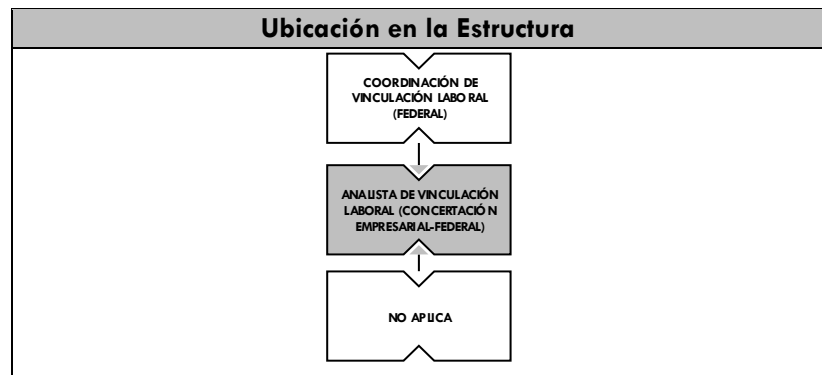 Ubicación en la Estructura
COORDINACIÓN DE
VINCULACIÓN LABORAL
(FEDERAL)
ANALISTA DE VINCULACIÓN
LABORAL (CONCERTACIÓN
EMPRESARIAL-FEDERAL)
NO APLICA